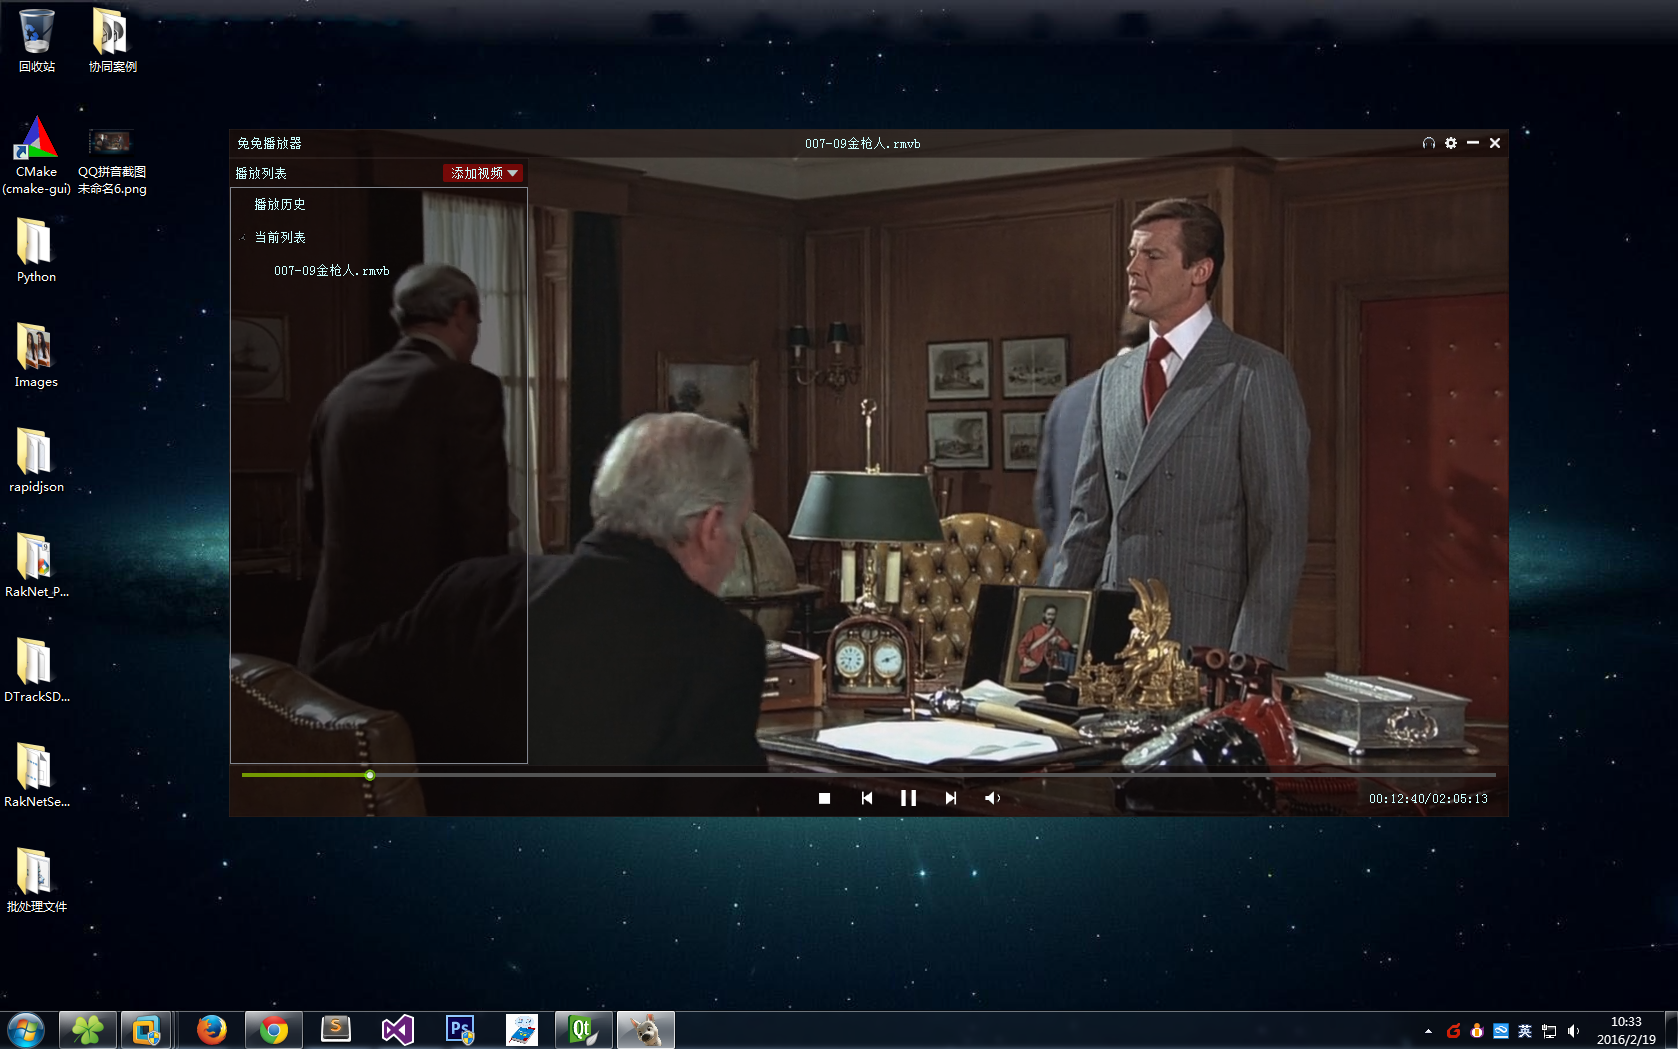 回收站
协同案例
CMake
(cmake-gui)
QQ拼音截图
未命名6.png
Python
Images
rapidjson
RakNet_P...
DTrackSD...
RakNetSe...
批处理文件
兔兔播放器
007-09金枪人.rmvb
播放列表
添加视频
播放历史
当前列表
007-09金枪人.rmvb
00:12:40/02:05:13
S
Ps
Qt
英
10:33
2016/2/19